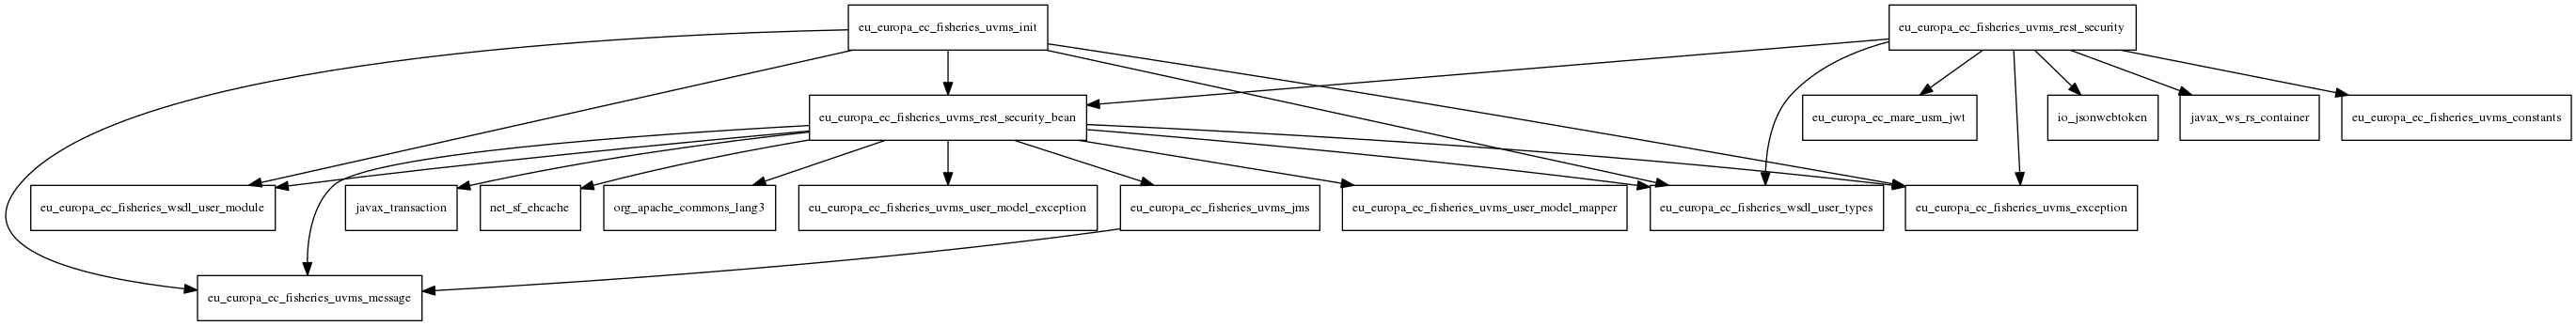 eu_europa_ec_fisheries_uvms_init
eu_europa_ec_fisheries_uvms_rest_security
eu_europa_ec_fisheries_uvms_rest_security_bean
eu_europa_ec_mare_usm_jwt
io_jsonwebtoken
javax_ws_rs_container
eu_europa_ec_fisheries_uvms_constants
eu_europa_ec_fisheries_wsdl_user_module
javax_transaction
net_sf_ehcache
org_apache_commons_lang3
eu_europa_ec_fisheries_uvms_user_model_exception
eu_europa_ec_fisheries_uvms_jms
eu_europa_ec_fisheries_uvms_user_model_mapper
eu_europa_ec_fisheries_wsdl_user_types
eu_europa_ec_fisheries_uvms_exception
eu_europa_ec_fisheries_uvms_message